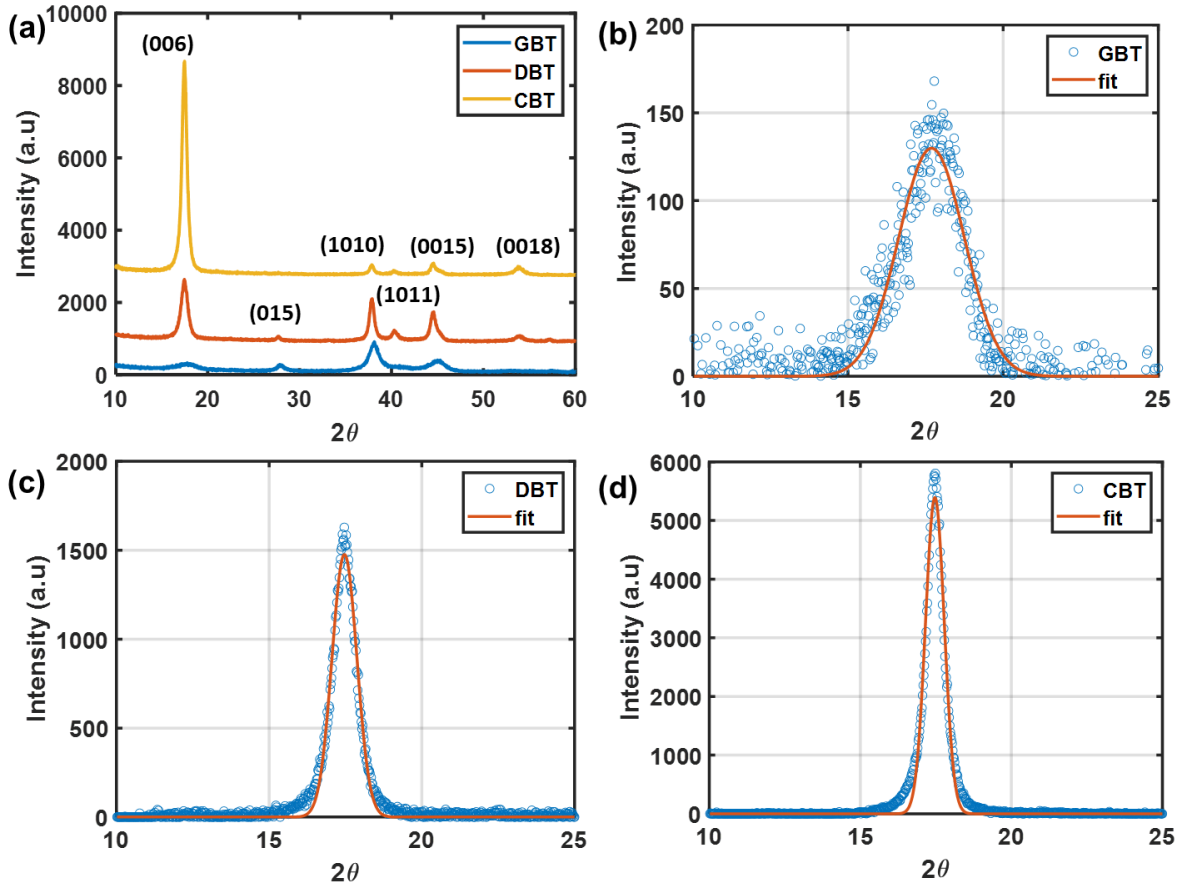 (a)
10000
8000
6000
4000
2000
0
Intensity (a.u)
(006)
(015)
(1010)
(1011)
(0015)
(0018)
GBT
DBT
CBT
10 20 30 40 50 60
2θ
(b)
200
150
100
50
0
Intensity (a.u)
GBT
fit
10 15 20 25
2θ
(c)
2000
1500
1000
500
0
Intensity (a.u)
DBT
fit
10 15 20 25
2θ
(d)
6000
5000
4000
3000
2000
1000
0
Intensity (a.u)
CBT
fit
10 15 20 25
2θ